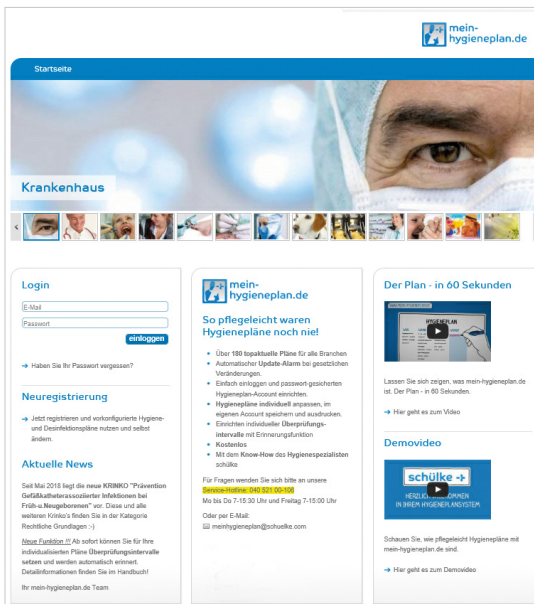 mein-
hygieneplan.de
Startseite
Krankenhaus
Login
E-Mail
Passwort
einloggen
Haben Sie Ihr Passwort vergessen?
Neuregistrierung
Jetzt registrieren und vorkonfigurierte Hygiene-
und Desinfektionspläne nutzen und selbst
ändern.
Aktuelle News
Seit Mai 2018 liegt die neue KRINKO "Prävention
Gefäßkatheterassoziierter Infektionen bei
Früh-u.Neugeborenen" vor. Diese und alle
weiteren Krinko's finden Sie in der Kategorie
Rechtliche Grundlagen :-)
Neue Funktion !!! Ab sofort können Sie für Ihre
individualisierten Pläne Überprüfungsintervalle
setzen und werden automatisch erinnert.
Detailinformationen finden Sie im Handbuch!
Ihr mein-hygieneplan.de Team
mein-
hygieneplan.de
So pflegeleicht waren
Hygienepläne noch nie!
Über 180 topaktuelle Pläne für alle Branchen
Automatischer Update-Alarm bei gesetzlichen
Veränderungen.
Einfach einloggen und passwort-gesicherten
Hygieneplan-Account einrichten.
Hygienepläne individuell anpassen, im
eigenen Account speichern und ausdrucken.
Einrichten individueller Überprüfungs-
intervalle mit Erinnerungsfunktion
Kostenlos
Mit dem Know-How des Hygienespezialisten
schülke
Für Fragen wenden Sie sich bitte an unsere
Service-Hotline: 040 521 00-108
Mo bis Do 7-15:30 Uhr und Freitag 7-15:00 Uhr
Oder per E-Mail:
meinhygieneplan@schuelke.com
Der Plan - in 60 Sekunden
HYGIENEPLAN
Lassen Sie sich zeigen, was mein-hygieneplan.de
ist. Der Plan - in 60 Sekunden.
Hier geht es zum Video
Demovideo
schülke
HERZLICH WILLKOMMEN
IN IHREM HYGIENEPLANSYSTEM
Schauen Sie, wie pflegeleicht Hygienepläne mit
mein-hygieneplan.de sind.
Hier geht es zum Demovideo